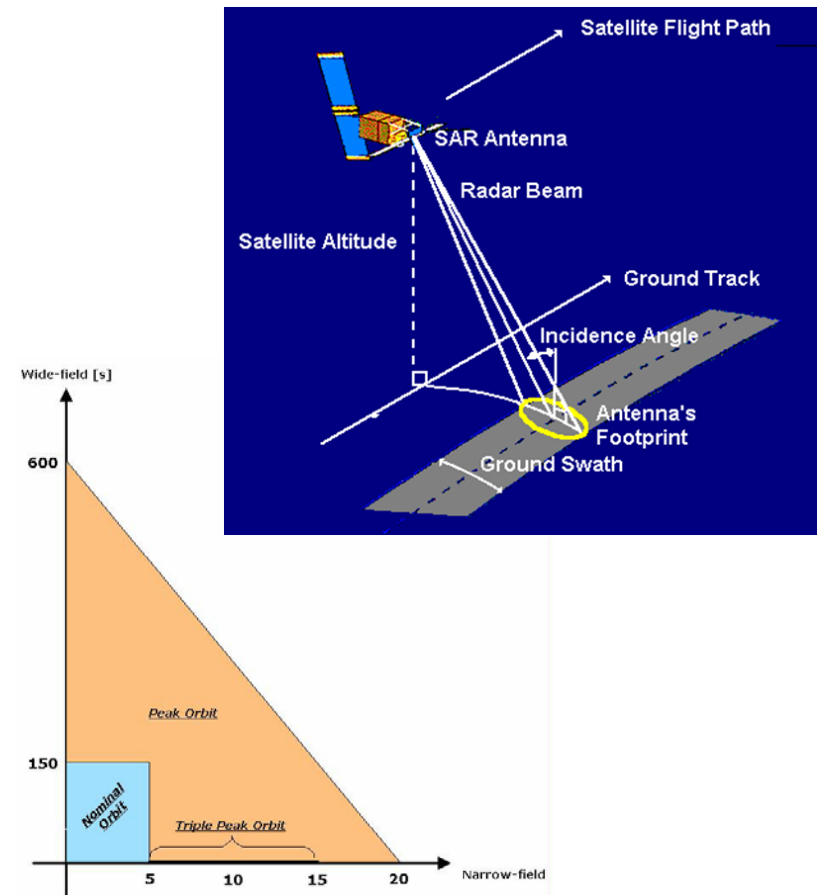 Satellite Flight Path
SAR Antenna
Radar Beam
Satellite Altitude
Ground Track
Incidence Angle
Antenna's
Footprint
Ground Swath
Wide-field [s]
600
Peak Orbit
150
Nominal
Orbit
Triple Peak Orbit
5 10 15 20
Narrow-field